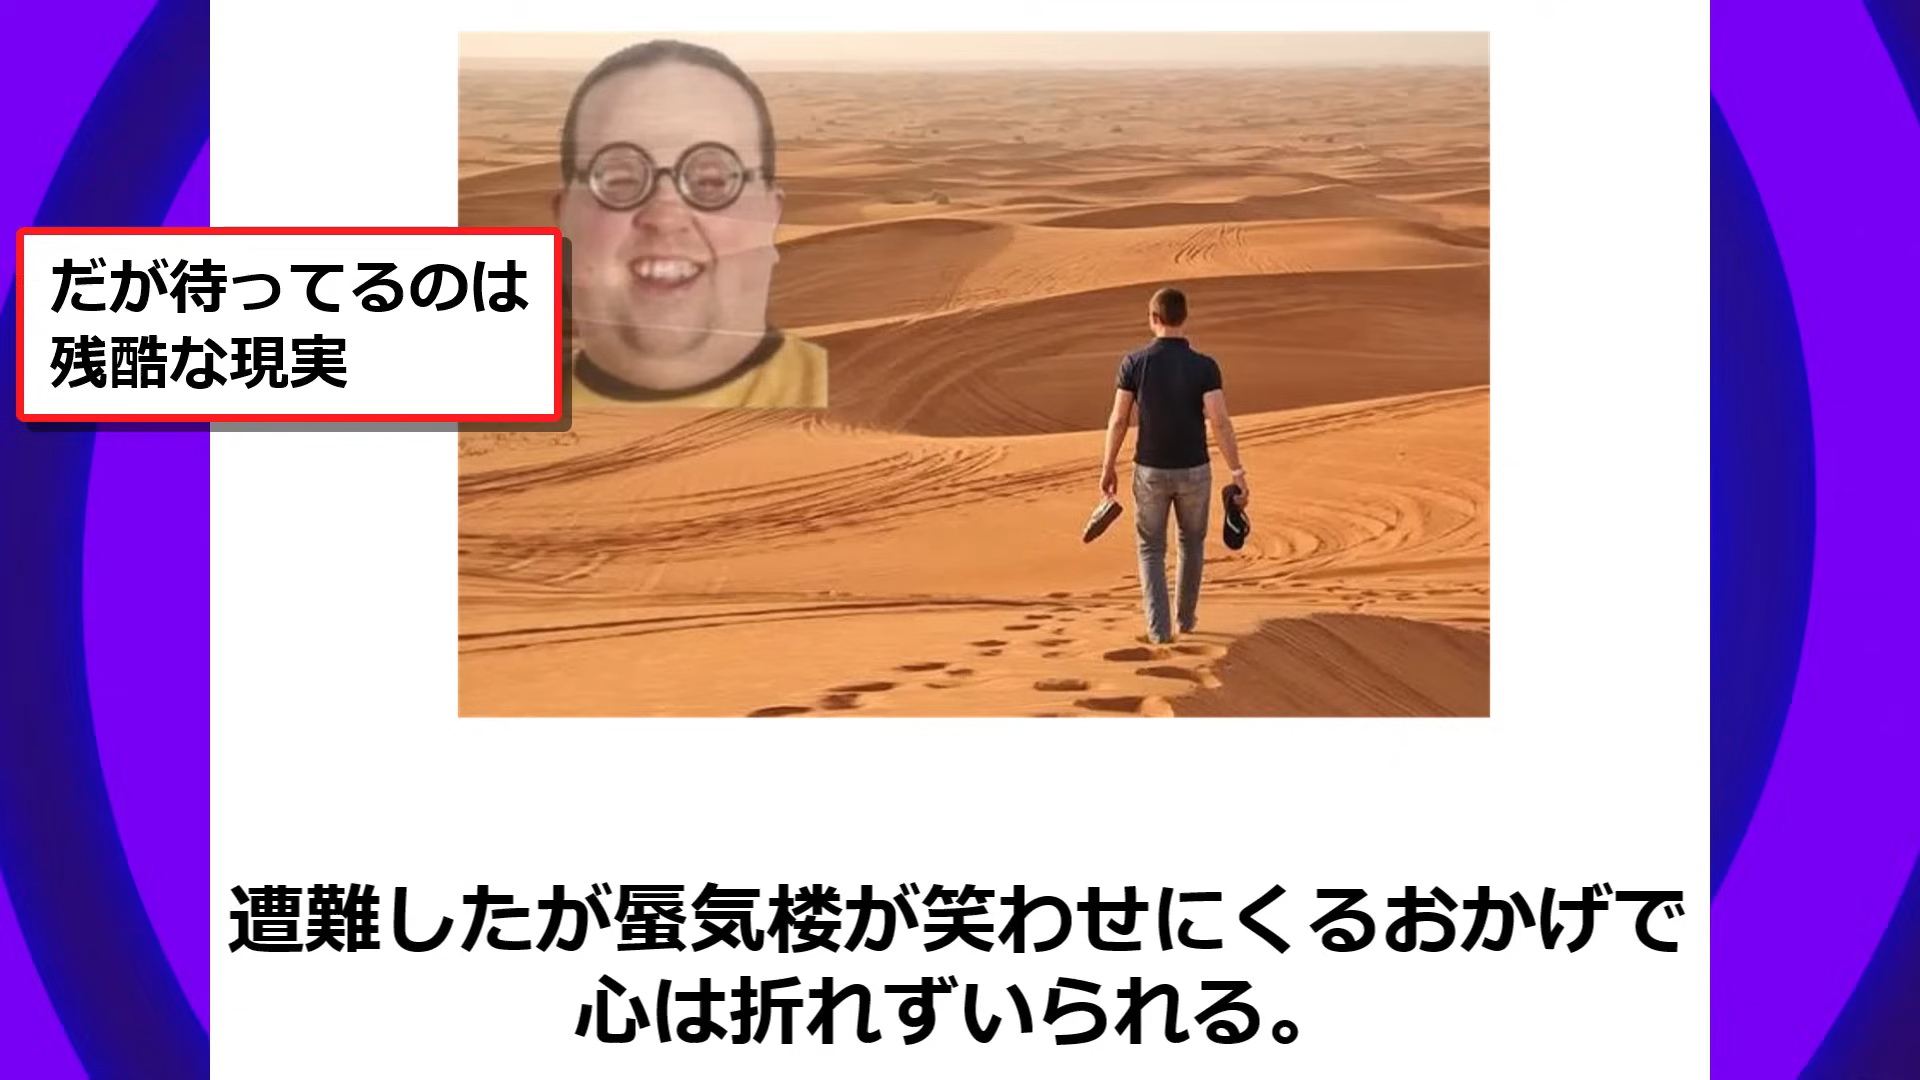 だが待ってるのは
残酷な現実
遭難したが蜃気楼が笑わせにくるおかげで
心は折れずいられる。